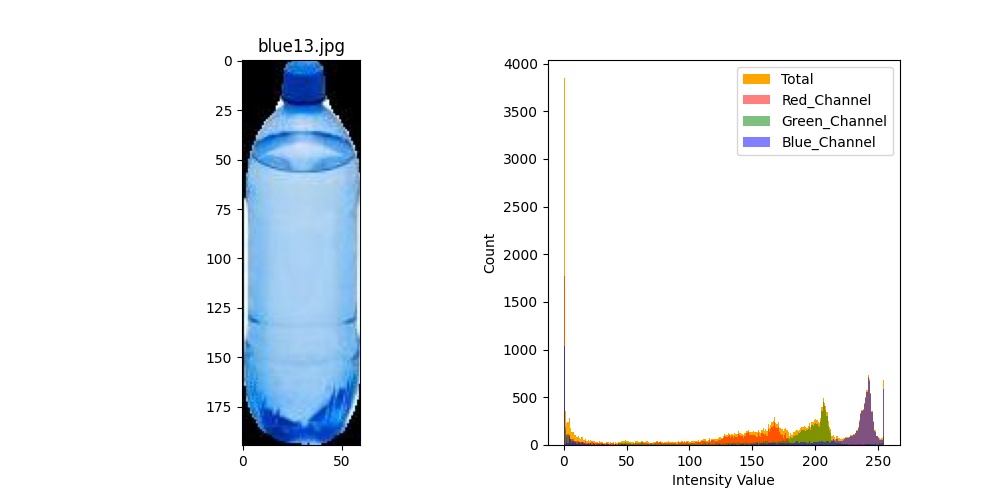 blue13.jpg
0
25
50
75
100
125
150
175
0 50
4000
3500
3000
2500
2000
1500
1000
500
0
Count
0 50 100 150 200 250
Intensity Value
Total
Red_Channel
Green_Channel
Blue_Channel